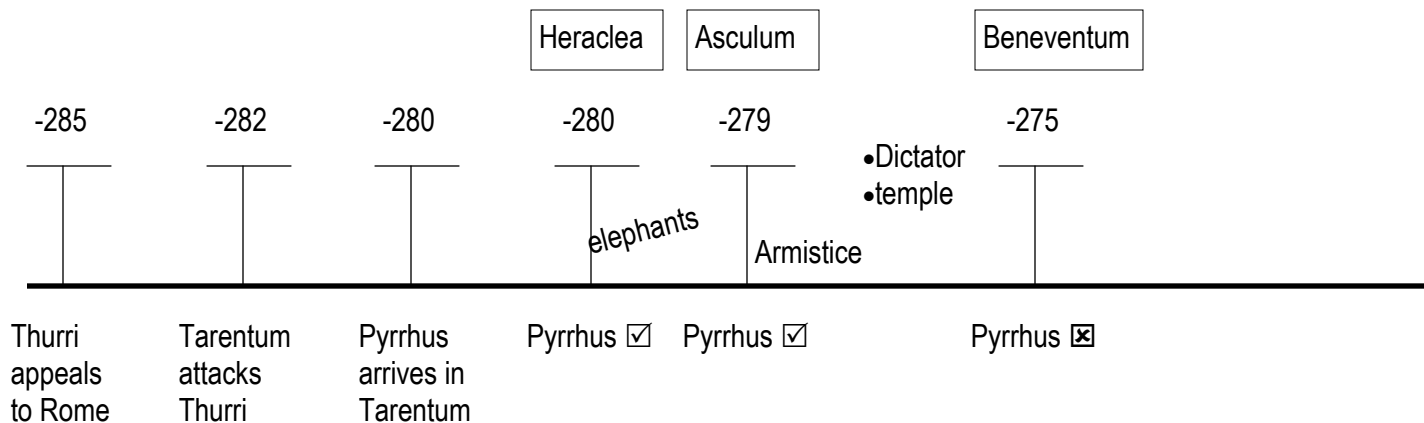 Heraclea
Asculum
Beneventum
-285
-282
-280
-280
-279
-275
•Dictator
•temple
elephants
Armistice
Thurri
appeals
to Rome
Tarentum
attacks
Thurri
Pyrrhus
arrives in
Tarentum
Pyrrhus ☑
Pyrrhus ☑
Pyrrhus ☒